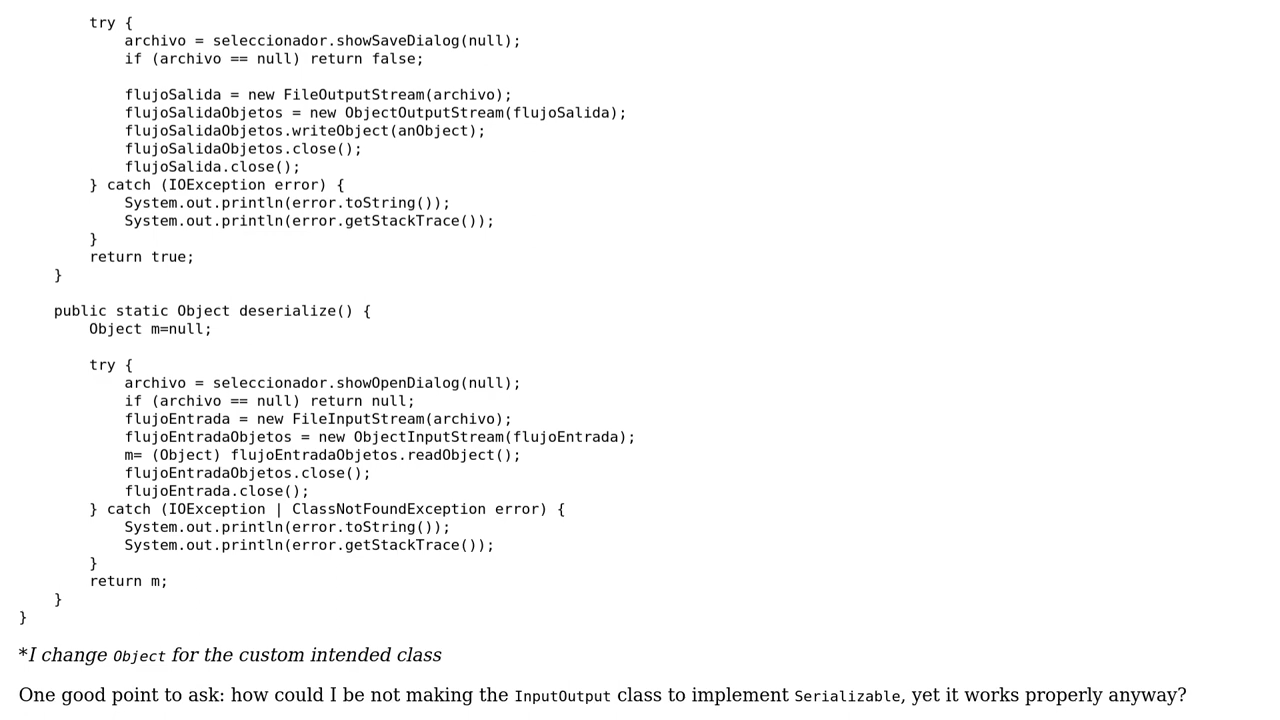 try {
            archivo = seleccionador.showSaveDialog(null);
            if (archivo == null) return false;

            flujoSalida = new FileOutputStream(archivo);
            flujoSalidaObjetos = new ObjectOutputStream(flujoSalida);
            flujoSalidaObjetos.writeObject(anObject);
            flujoSalidaObjetos.close();
            flujoSalida.close();
        } catch (IOException error) {
            System.out.println(error.toString());
            System.out.println(error.getStackTrace());
        }
        return true;
    }

    public static Object deserialize() {
        Object m=null;

        try {
            archivo = seleccionador.showOpenDialog(null);
            if (archivo == null) return null;
            flujoEntrada = new FileInputStream(archivo);
            flujoEntradaObjetos = new ObjectInputStream(flujoEntrada);
            m= (Object) flujoEntradaObjetos.readObject();
            flujoEntradaObjetos.close();
            flujoEntrada.close();
        } catch (IOException | ClassNotFoundException error) {
            System.out.println(error.toString());
            System.out.println(error.getStackTrace());
        }
        return m;
    }
}
*I change Object for the custom intended class
One good point to ask: how could I be not making the InputOutput class to implement Serializable, yet it works properly anyway?